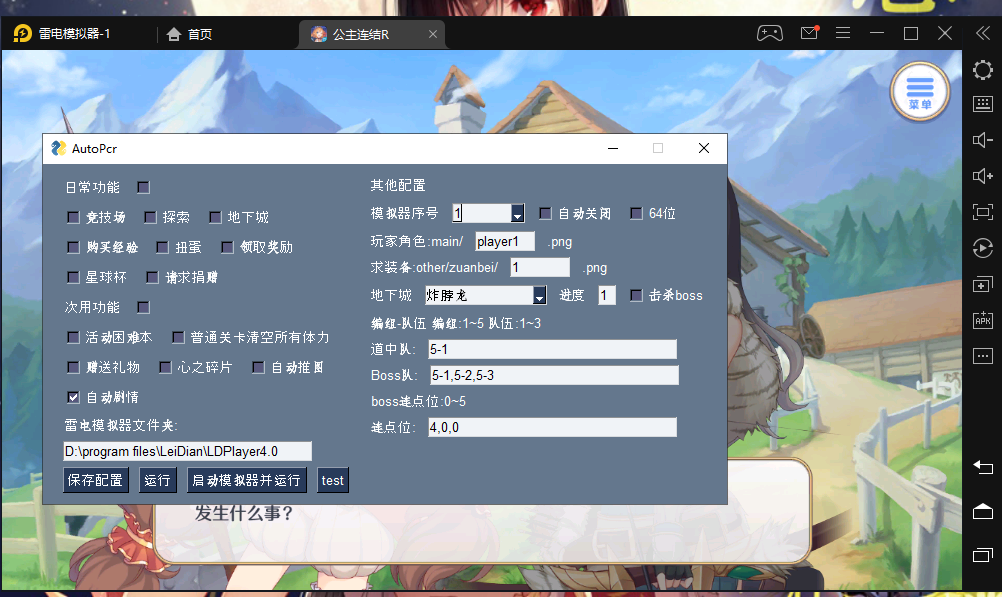 雷电模拟器-1 首页 公主连结R
菜单
AutoPcr
日常功能
竞技场 探索 地下城
购买经验 扭蛋 领取奖励
星球杯 请求捐赠
次用功能
活动困难本 普通关卡清空所有体力
赠送礼物 心之碎片 自动推图
自动剧情
雷电模拟器文件夹:
D:\program files\LeiDian\LDPlayer4.0
保存配置 运行 启动模拟器并运行 test
其他配置
模拟器序号 1 自动关闭 64位
玩家角色:main/ player1 .png
求装备:other/zuanbei/ 1 .png
地下城 炸脖龙 进度 1 击杀boss
编组-队伍 编组:1~5 队伍:1~3
道中队: 5-1
Boss队: 5-1,5-2,5-3
boss速点位:0~5
速点位: 4,0,0
发生什么事?
APK